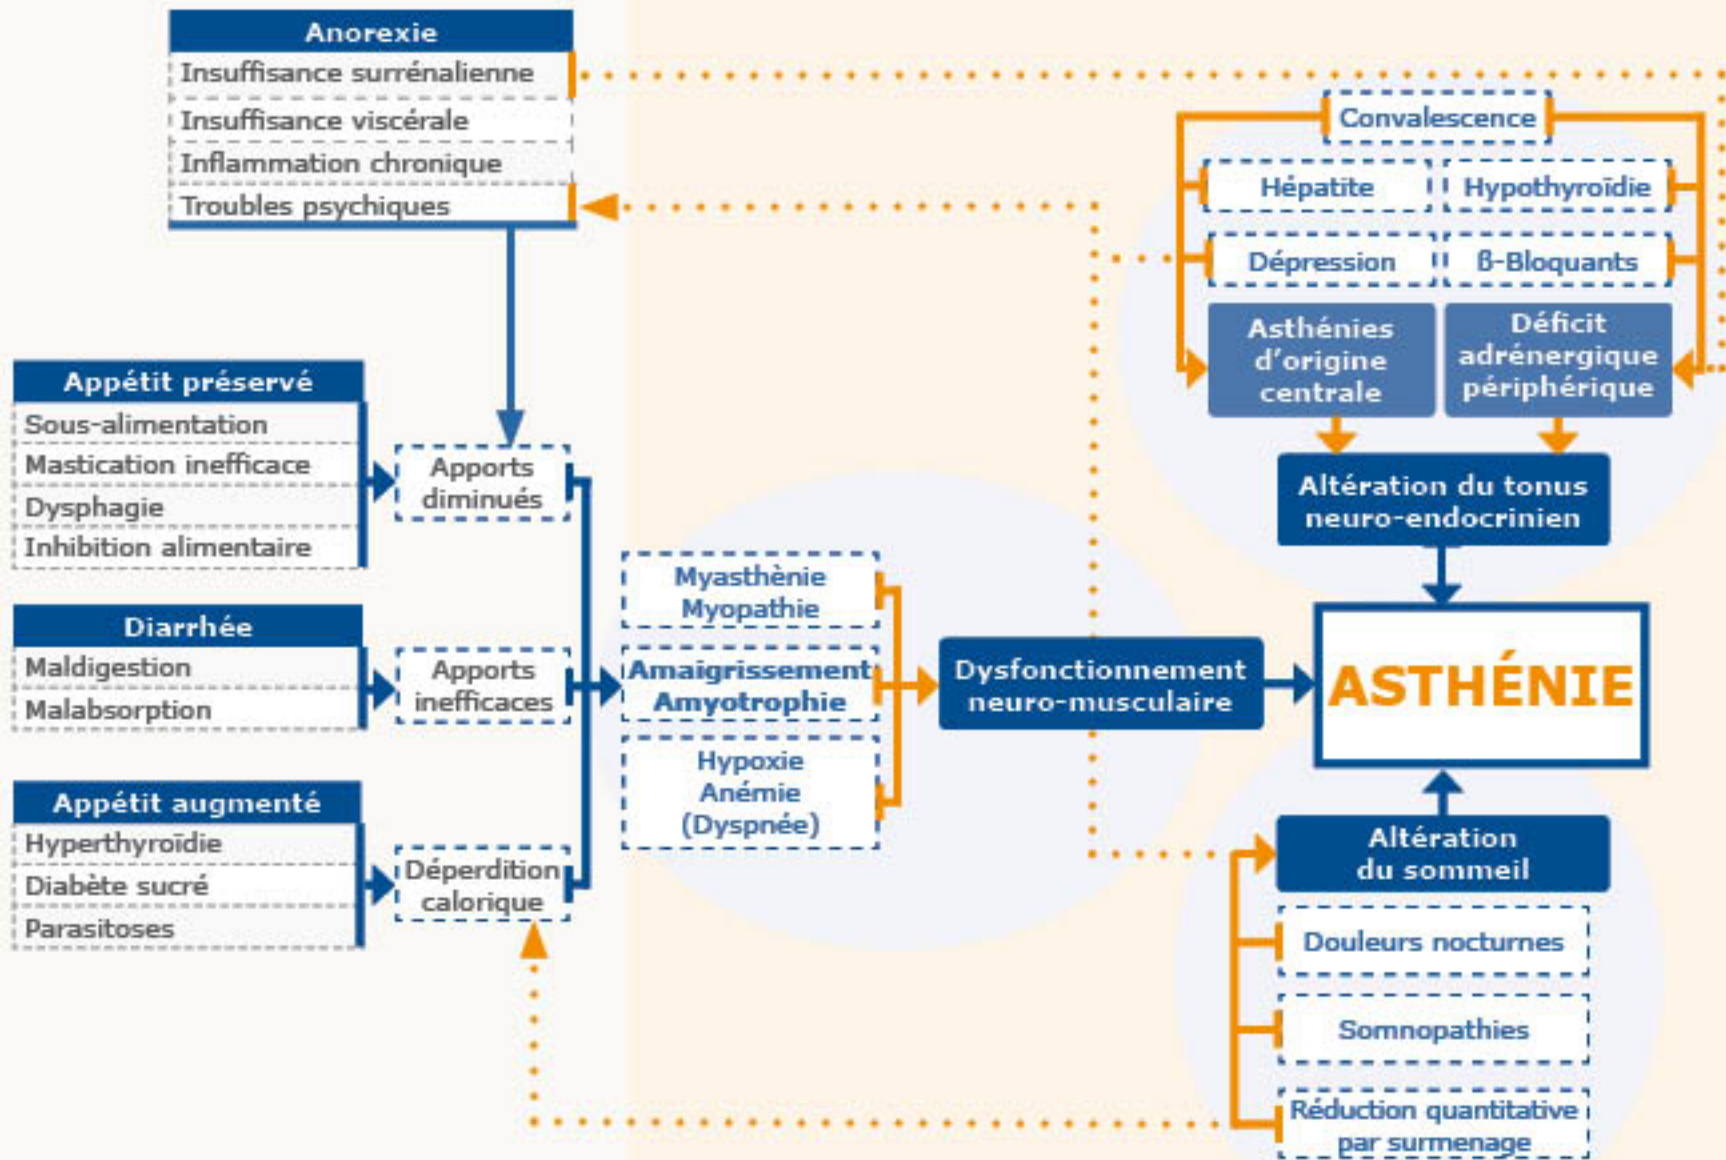 Anorexie
Insuffisance surrénalienne
Insuffisance viscérale
Inflammation chronique
Troubles psychiques
Appétit préservé
Sous-alimentation
Mastication inefficace
Dysphagie
Inhibition alimentaire
Diarrhée
Maldigestion
Malabsorption
Appétit augmenté
Hyperthyroïdie
Diabète sucré
Parasitoses
Apports
diminués
Apports
inefficaces
Déperdition
calorique
Myasthènie
Myopathie
Amaigrissement
Amyotrophie
Hypoxie
Anémie
(Dyspnée)
Dysfonctionnement
neuro-musculaire
Convalescence
Hépatite
Hypothyroïdie
Dépression
ß-Bloquants
Asthénies
d'origine
centrale
Déficit
adrénergique
périphérique
Altération du tonus
neuro-endocrinien
ASTHÉNIE
Altération
du sommeil
Douleurs nocturnes
Somnopathies
Réduction quantitative
par surmenage